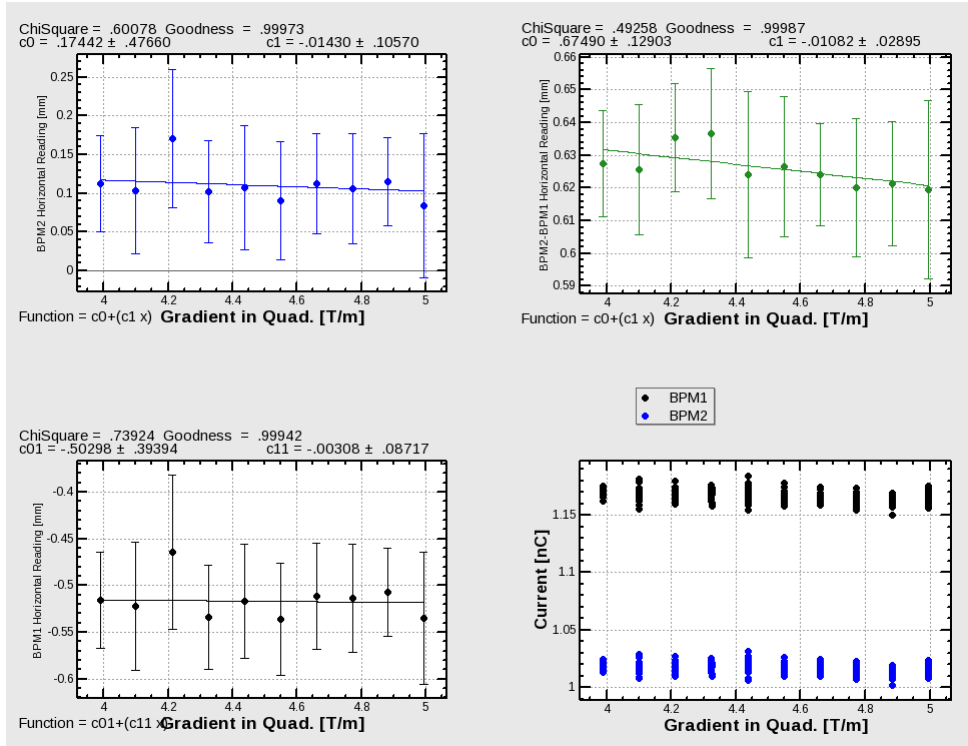 ChiSquare = .60078 Goodness = .99973
c0 = .17442 ± .47660 c1 = -.01430 ± .10570
0.25
0.2
0.15
0.1
0.05
0
BPM2 Horizontal Reading [mm]
4 4.2 4.4 4.6 4.8 5
Function = c0+(c1 x) Gradient in Quad. [T/m]
ChiSquare = .49258 Goodness = .99987
c0 = .67490 ± .12903 c1 = -.01082 ± .02895
0.66
0.65
0.64
0.63
0.62
0.61
0.6
0.59
BPM2-BPM1 Horizontal Reading [mm]
4 4.2 4.4 4.6 4.8 5
Function = c0+(c1 x) Gradient in Quad. [T/m]
ChiSquare = .73924 Goodness = .99942
c01 = -.50298 ± .39394 c11 = -.00308 ± .08717
-0.4
-0.45
-0.5
-0.55
-0.6
BPM1 Horizontal Reading [mm]
4 4.2 4.4 4.6 4.8 5
Function = c01+(c11 x) Gradient in Quad. [T/m]
BPM1
BPM2
1.15
1.1
1.05
1
Current [nC]
4 4.2 4.4 4.6 4.8 5
Gradient in Quad. [T/m]